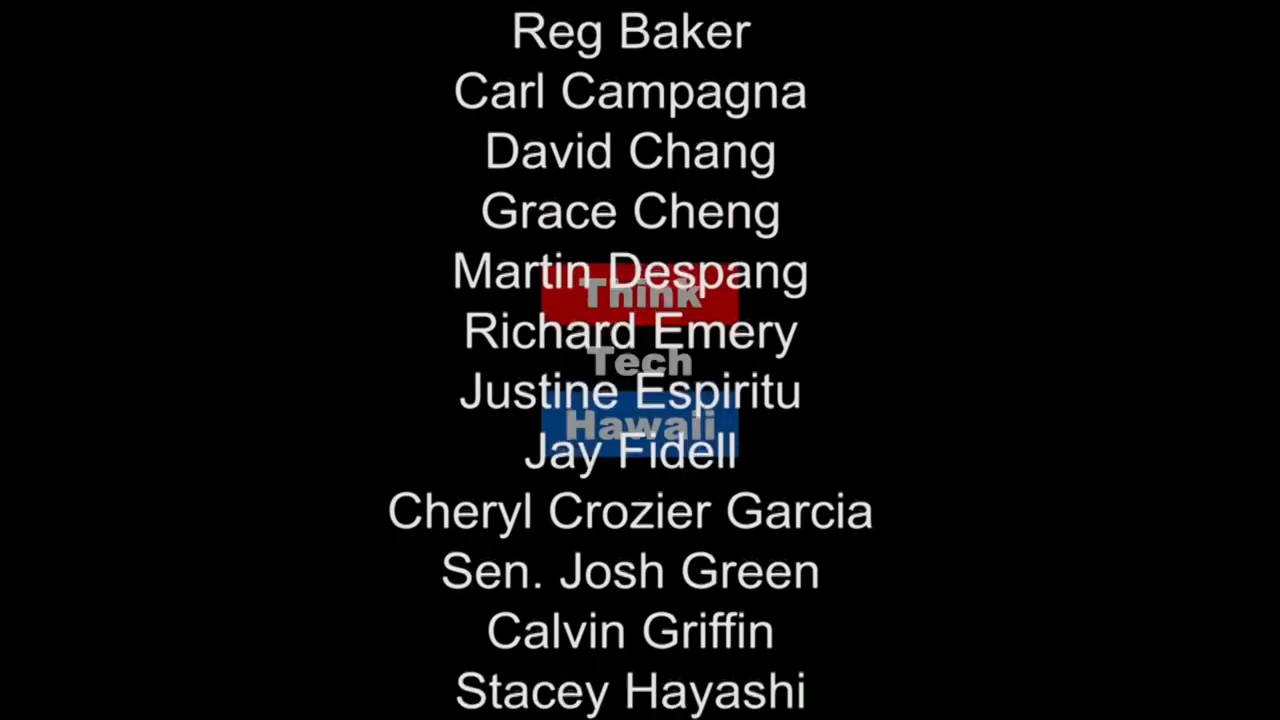 Reg Baker
Carl Campagna
David Chang
Grace Cheng
Martin Despang
Think
Richard Emery
Tech
Justine Espiritu
Hawaii
Jay Fidell
Cheryl Crozier Garcia
Sen. Josh Green
Calvin Griffin
Stacey Hayashi